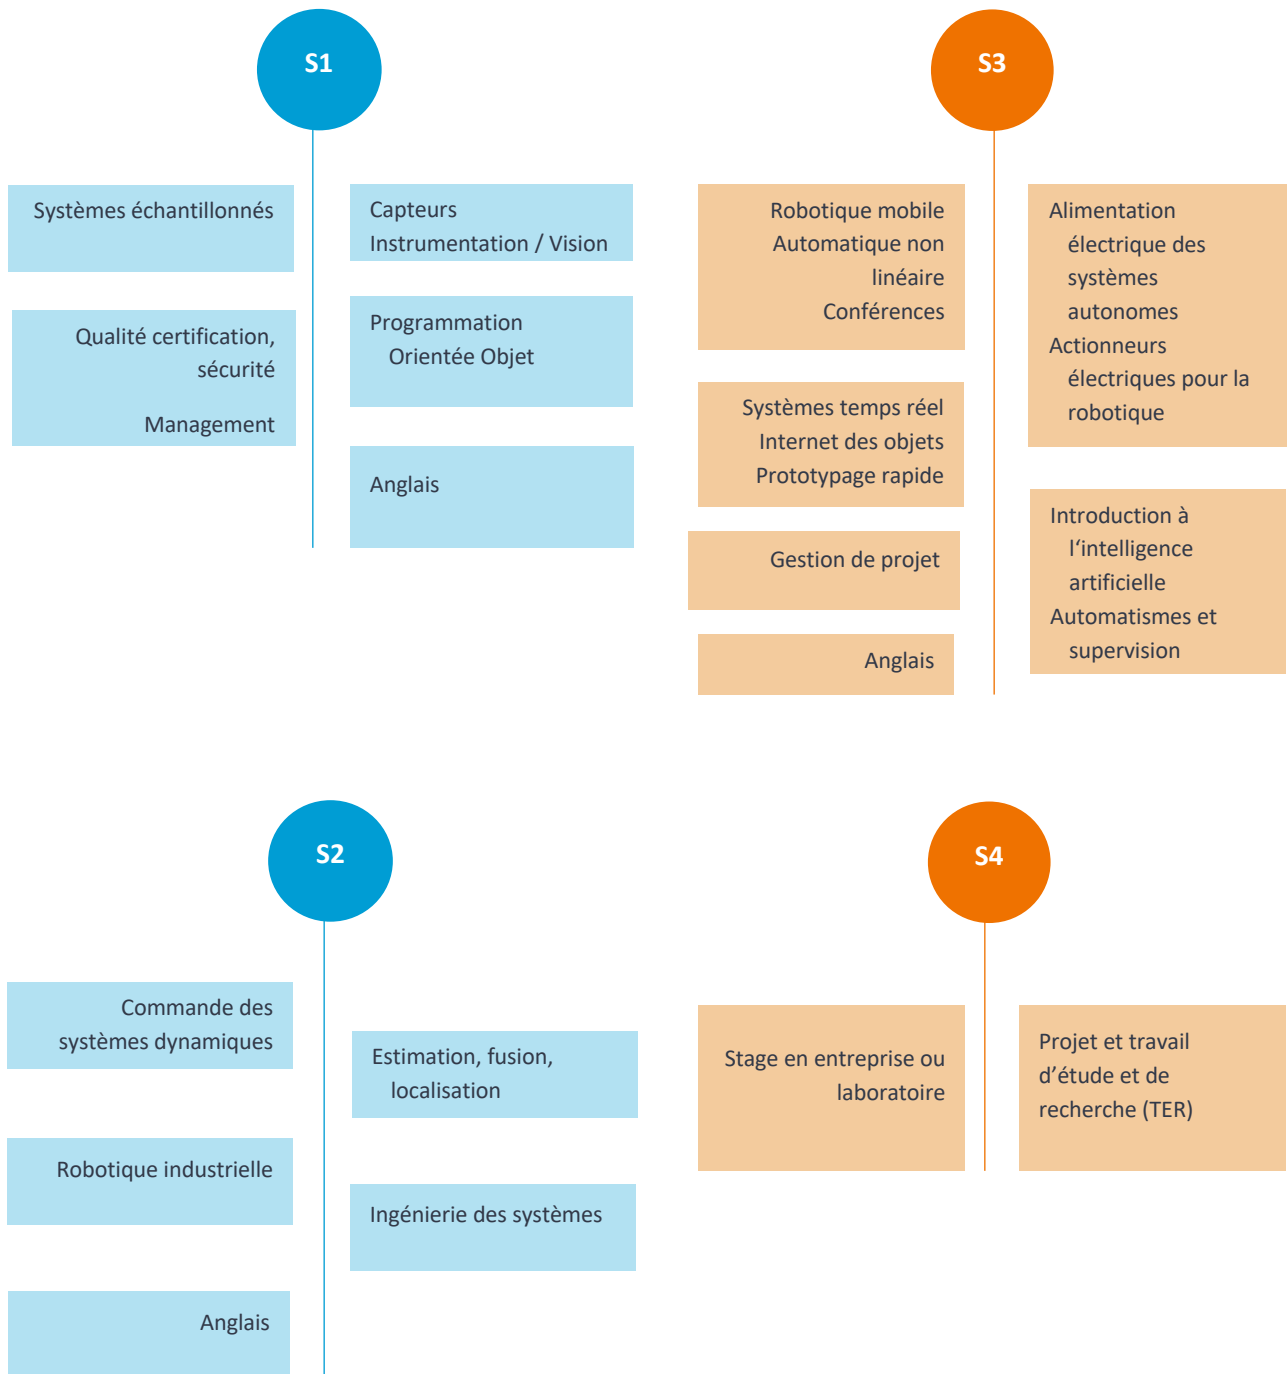 S1
Systèmes échantillonnés
Qualité certification,
sécurité
Management
Capteurs
Instrumentation / Vision
Programmation
Orientée Objet
Anglais
S3
Robotique mobile
Automatique non
linéaire
Conférences
Systèmes temps réel
Internet des objets
Prototypage rapide
Gestion de projet
Anglais
Alimentation
électrique des
systèmes
autonomes
Actionneurs
électriques pour la
robotique
Introduction à
l‘intelligence
artificielle
Automatismes et
supervision
S2
Commande des
systèmes dynamiques
Robotique industrielle
Anglais
Estimation, fusion,
localisation
Ingénierie des systèmes
S4
Stage en entreprise ou
laboratoire
Projet et travail
d’étude et de
recherche (TER)